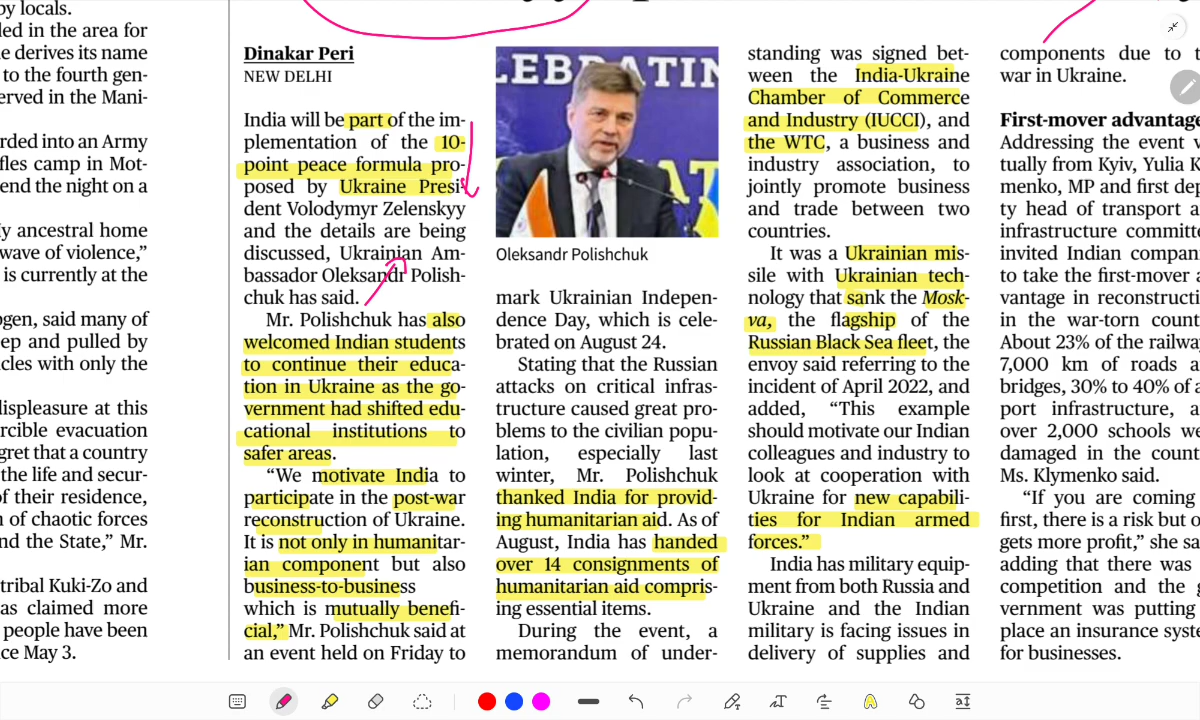 by locals.
led in the area for
e derives its name
to the fourth gen-
erved in the Mani-
rded into an Army
fles camp in Mot-
end the night on a
y ancestral home
wave of violence,”
is currently at the
ogen, said many of
ep and pulled by
cles with only the
displeasure at this
rcible evacuation
gret that a country
the life and secur-
of their residence,
n of chaotic forces
nd the State,” Mr.
tribal Kuki-Zo and
as claimed more
people have been
ce May 3.
Dinakar Peri
NEW DELHI
India will be part of the im-
plementation of the 10-
point peace formula pro-
posed by Ukraine Presi-
dent Volodymyr Zelenskyy
and the details are being
discussed, Ukrainian Am-
bassador Oleksandr Polish-
chuk has said.
Mr. Polishchuk has also
welcomed Indian students
to continue their educa-
tion in Ukraine as the go-
vernment had shifted edu-
cational institutions to
safer areas.
“We motivate India to
participate in the post-war
reconstruction of Ukraine.
It is not only in humanitar-
ian component but also
business-to-business
which is mutually benefi-
cial,” Mr. Polishchuk said at
an event held on Friday to
LEBRATIN
Oleksandr Polishchuk
mark Ukrainian Indepen-
dence Day, which is cele-
brated on August 24.
Stating that the Russian
attacks on critical infras-
tructure caused great pro-
blems to the civilian popu-
lation, especially last
winter, Mr. Polishchuk
thanked India for provid-
ing humanitarian aid. As of
August, India has handed
over 14 consignments of
humanitarian aid compris-
ing essential items.
During the event, a
memorandum of under-
standing was signed bet-
ween the India-Ukraine
Chamber of Commerce
and Industry (IUCCI), and
the WTC, a business and
industry association, to
jointly promote business
and trade between two
countries.
It was a Ukrainian mis-
sile with Ukrainian tech-
nology that sank the Mosk-
va, the flagship of the
Russian Black Sea fleet, the
envoy said referring to the
incident of April 2022, and
added, “This example
should motivate our Indian
colleagues and industry to
look at cooperation with
Ukraine for new capabili-
ties for Indian armed
forces.”
India has military equip-
ment from both Russia and
Ukraine and the Indian
military is facing issues in
delivery of supplies and
components due to t
war in Ukraine.
First-mover advantage
Addressing the event v
tually from Kyiv, Yulia K
menko, MP and first dep
ty head of transport a
infrastructure committe
invited Indian compani
to take the first-mover a
vantage in reconstructi
in the war-torn count
About 23% of the railwa
7,000 km of roads a
bridges, 30% to 40% of a
port infrastructure, a
over 2,000 schools we
damaged in the count
Ms. Klymenko said.
“If you are coming
first, there is a risk but o
gets more profit,” she sa
adding that there was
competition and the g
vernment was putting
place an insurance syste
for businesses.